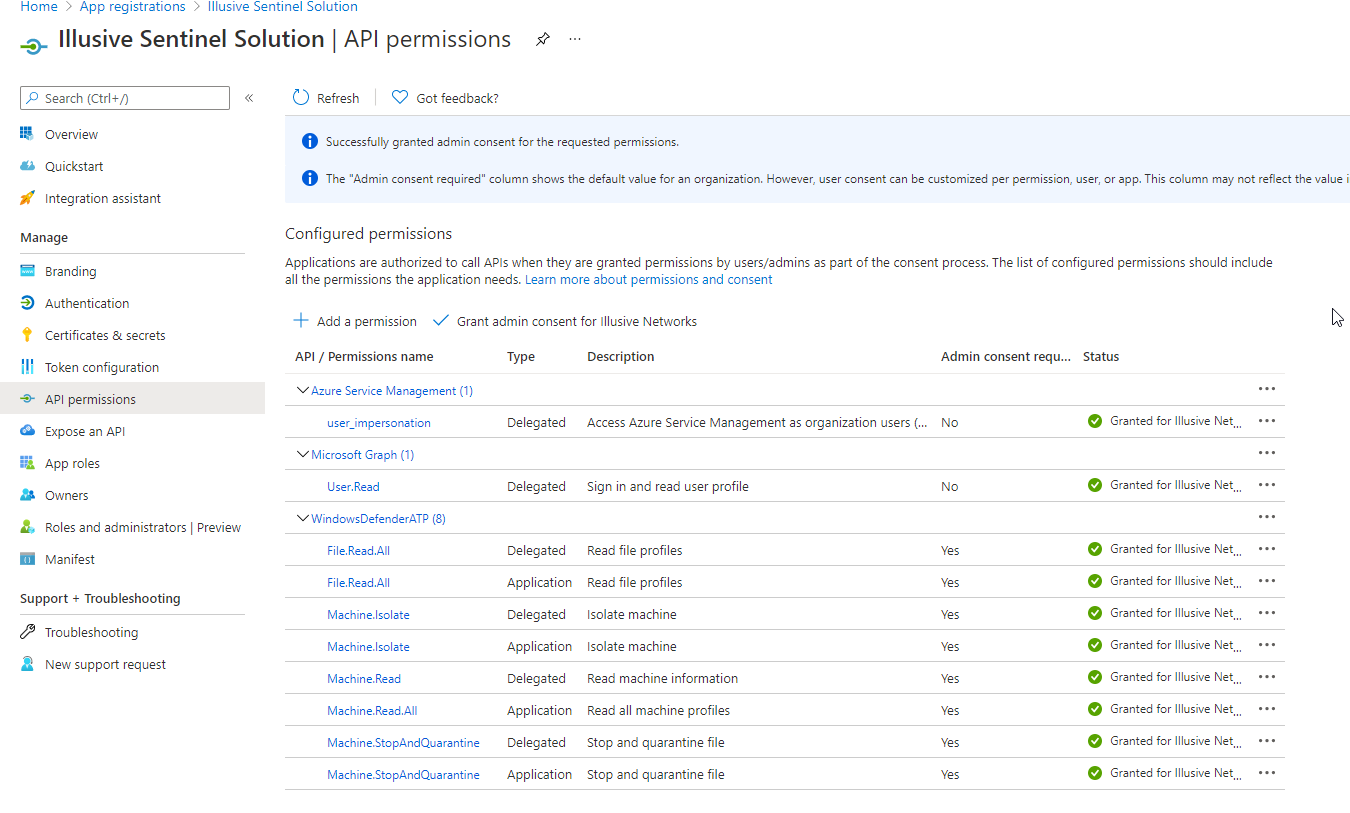 Home > App registrations > Illusive Sentinel Solution
Illusive Sentinel Solution | API permissions ...
Search (Ctrl+/) «
Overview
Quickstart
Integration assistant
Manage
Branding
Authentication
Certificates & secrets
Token configuration
API permissions
Expose an API
App roles
Owners
Roles and administrators | Preview
Manifest
Support + Troubleshooting
Troubleshooting
New support request
Refresh | Got feedback?
Successfully granted admin consent for the requested permissions.
The "Admin consent required" column shows the default value for an organization. However, user consent can be customized per permission, user, or app. This column may not reflect the value i
Configured permissions
Applications are authorized to call APIs when they are granted permissions by users/admins as part of the consent process. The list of configured permissions should include
all the permissions the application needs. Learn more about permissions and consent
Add a permission Grant admin consent for Illusive Networks
API / Permissions name Type Description Admin consent requ... Status
Azure Service Management (1) ...
user_impersonation Delegated Access Azure Service Management as organization users (... No Granted for Illusive Net... ...
Microsoft Graph (1) ...
User.Read Delegated Sign in and read user profile No Granted for Illusive Net... ...
WindowsDefenderATP (8) ...
File.Read.All Delegated Read file profiles Yes Granted for Illusive Net... ...
File.Read.All Application Read file profiles Yes Granted for Illusive Net... ...
Machine.Isolate Delegated Isolate machine Yes Granted for Illusive Net... ...
Machine.Isolate Application Isolate machine Yes Granted for Illusive Net... ...
Machine.Read Delegated Read machine information Yes Granted for Illusive Net... ...
Machine.Read.All Application Read all machine profiles Yes Granted for Illusive Net... ...
Machine.StopAndQuarantine Delegated Stop and quarantine file Yes Granted for Illusive Net... ...
Machine.StopAndQuarantine Application Stop and quarantine file Yes Granted for Illusive Net... ...